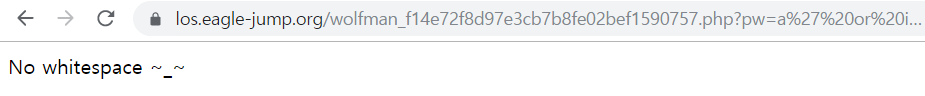 los.eagle-jump.org/wolfman_f14e72f8d97e3cb7b8fe02bef1590757.php?pw=a%27%20or%20i...
No whitespace ~_~